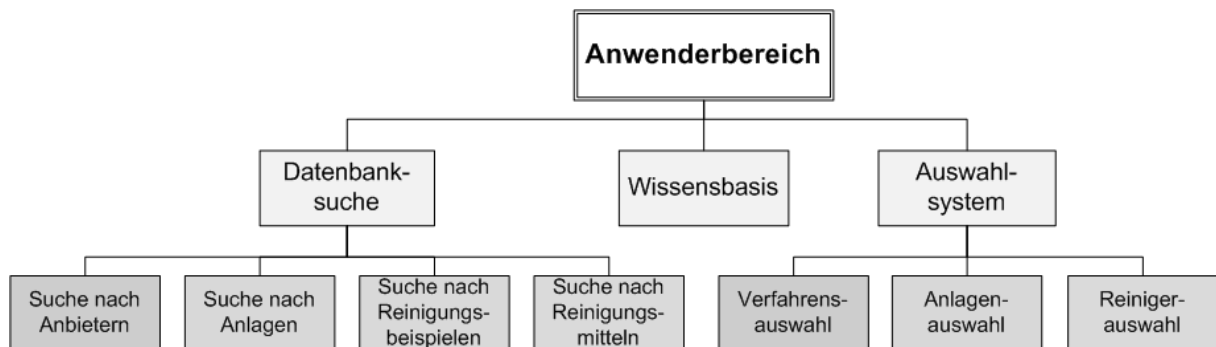 Anwenderbereich
Datenbank-
suche
Wissensbasis
Auswahl-
system
Suche nach
Anbietern
Suche nach
Anlagen
Suche nach
Reinigungs-
beispielen
Suche nach
Reinigungs-
mitteln
Verfahrens-
auswahl
Anlagen-
auswahl
Reiniger-
auswahl